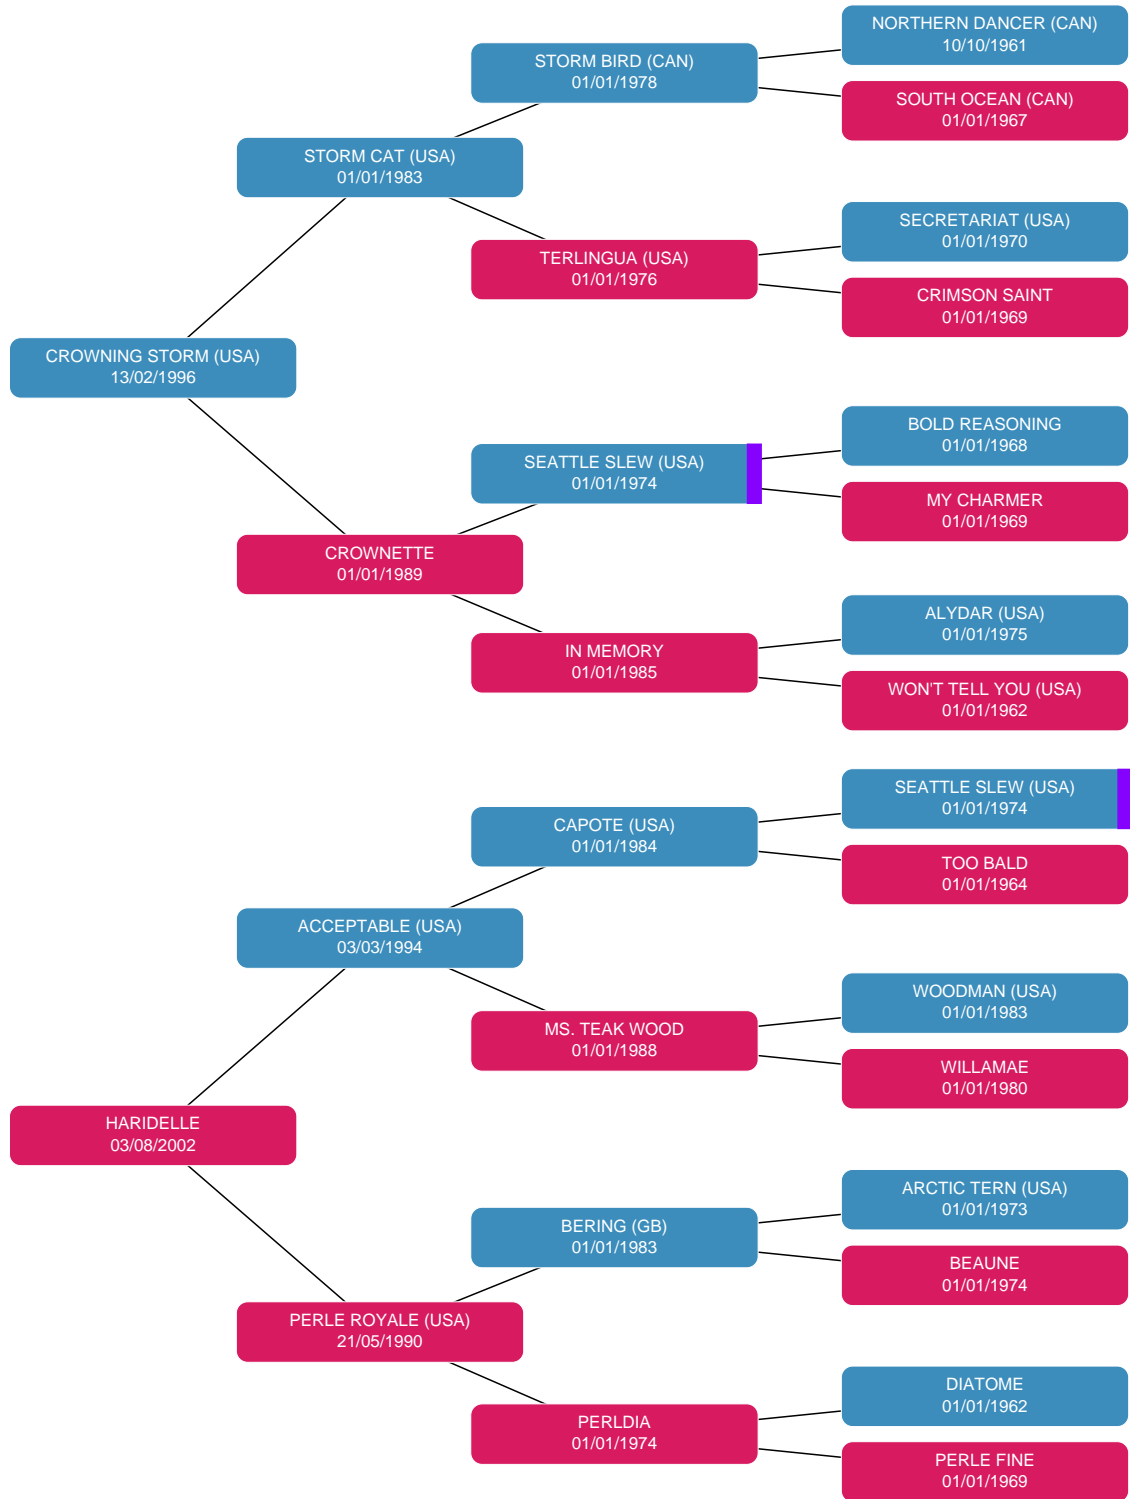 NORTHERN DANCER (CAN)
10/10/1961
STORM BIRD (CAN)
01/01/1978
SOUTH OCEAN (CAN)
01/01/1967
STORM CAT (USA)
01/01/1983
SECRETARIAT (USA)
01/01/1970
TERLINGUA (USA)
01/01/1976
CRIMSON SAINT
01/01/1969
CROWNING STORM (USA)
13/02/1996
BOLD REASONING
01/01/1968
SEATTLE SLEW (USA)
01/01/1974
MY CHARMER
01/01/1969
CROWNETTE
01/01/1989
ALYDAR (USA)
01/01/1975
IN MEMORY
01/01/1985
WON'T TELL YOU (USA)
01/01/1962
SEATTLE SLEW (USA)
01/01/1974
CAPOTE (USA)
01/01/1984
TOO BALD
01/01/1964
ACCEPTABLE (USA)
03/03/1994
WOODMAN (USA)
01/01/1983
MS. TEAK WOOD
01/01/1988
WILLAMAE
01/01/1980
HARIDELLE
03/08/2002
ARCTIC TERN (USA)
01/01/1973
BERING (GB)
01/01/1983
BEAUNE
01/01/1974
PERLE ROYALE (USA)
21/05/1990
DIATOME
01/01/1962
PERLDIA
01/01/1974
PERLE FINE
01/01/1969